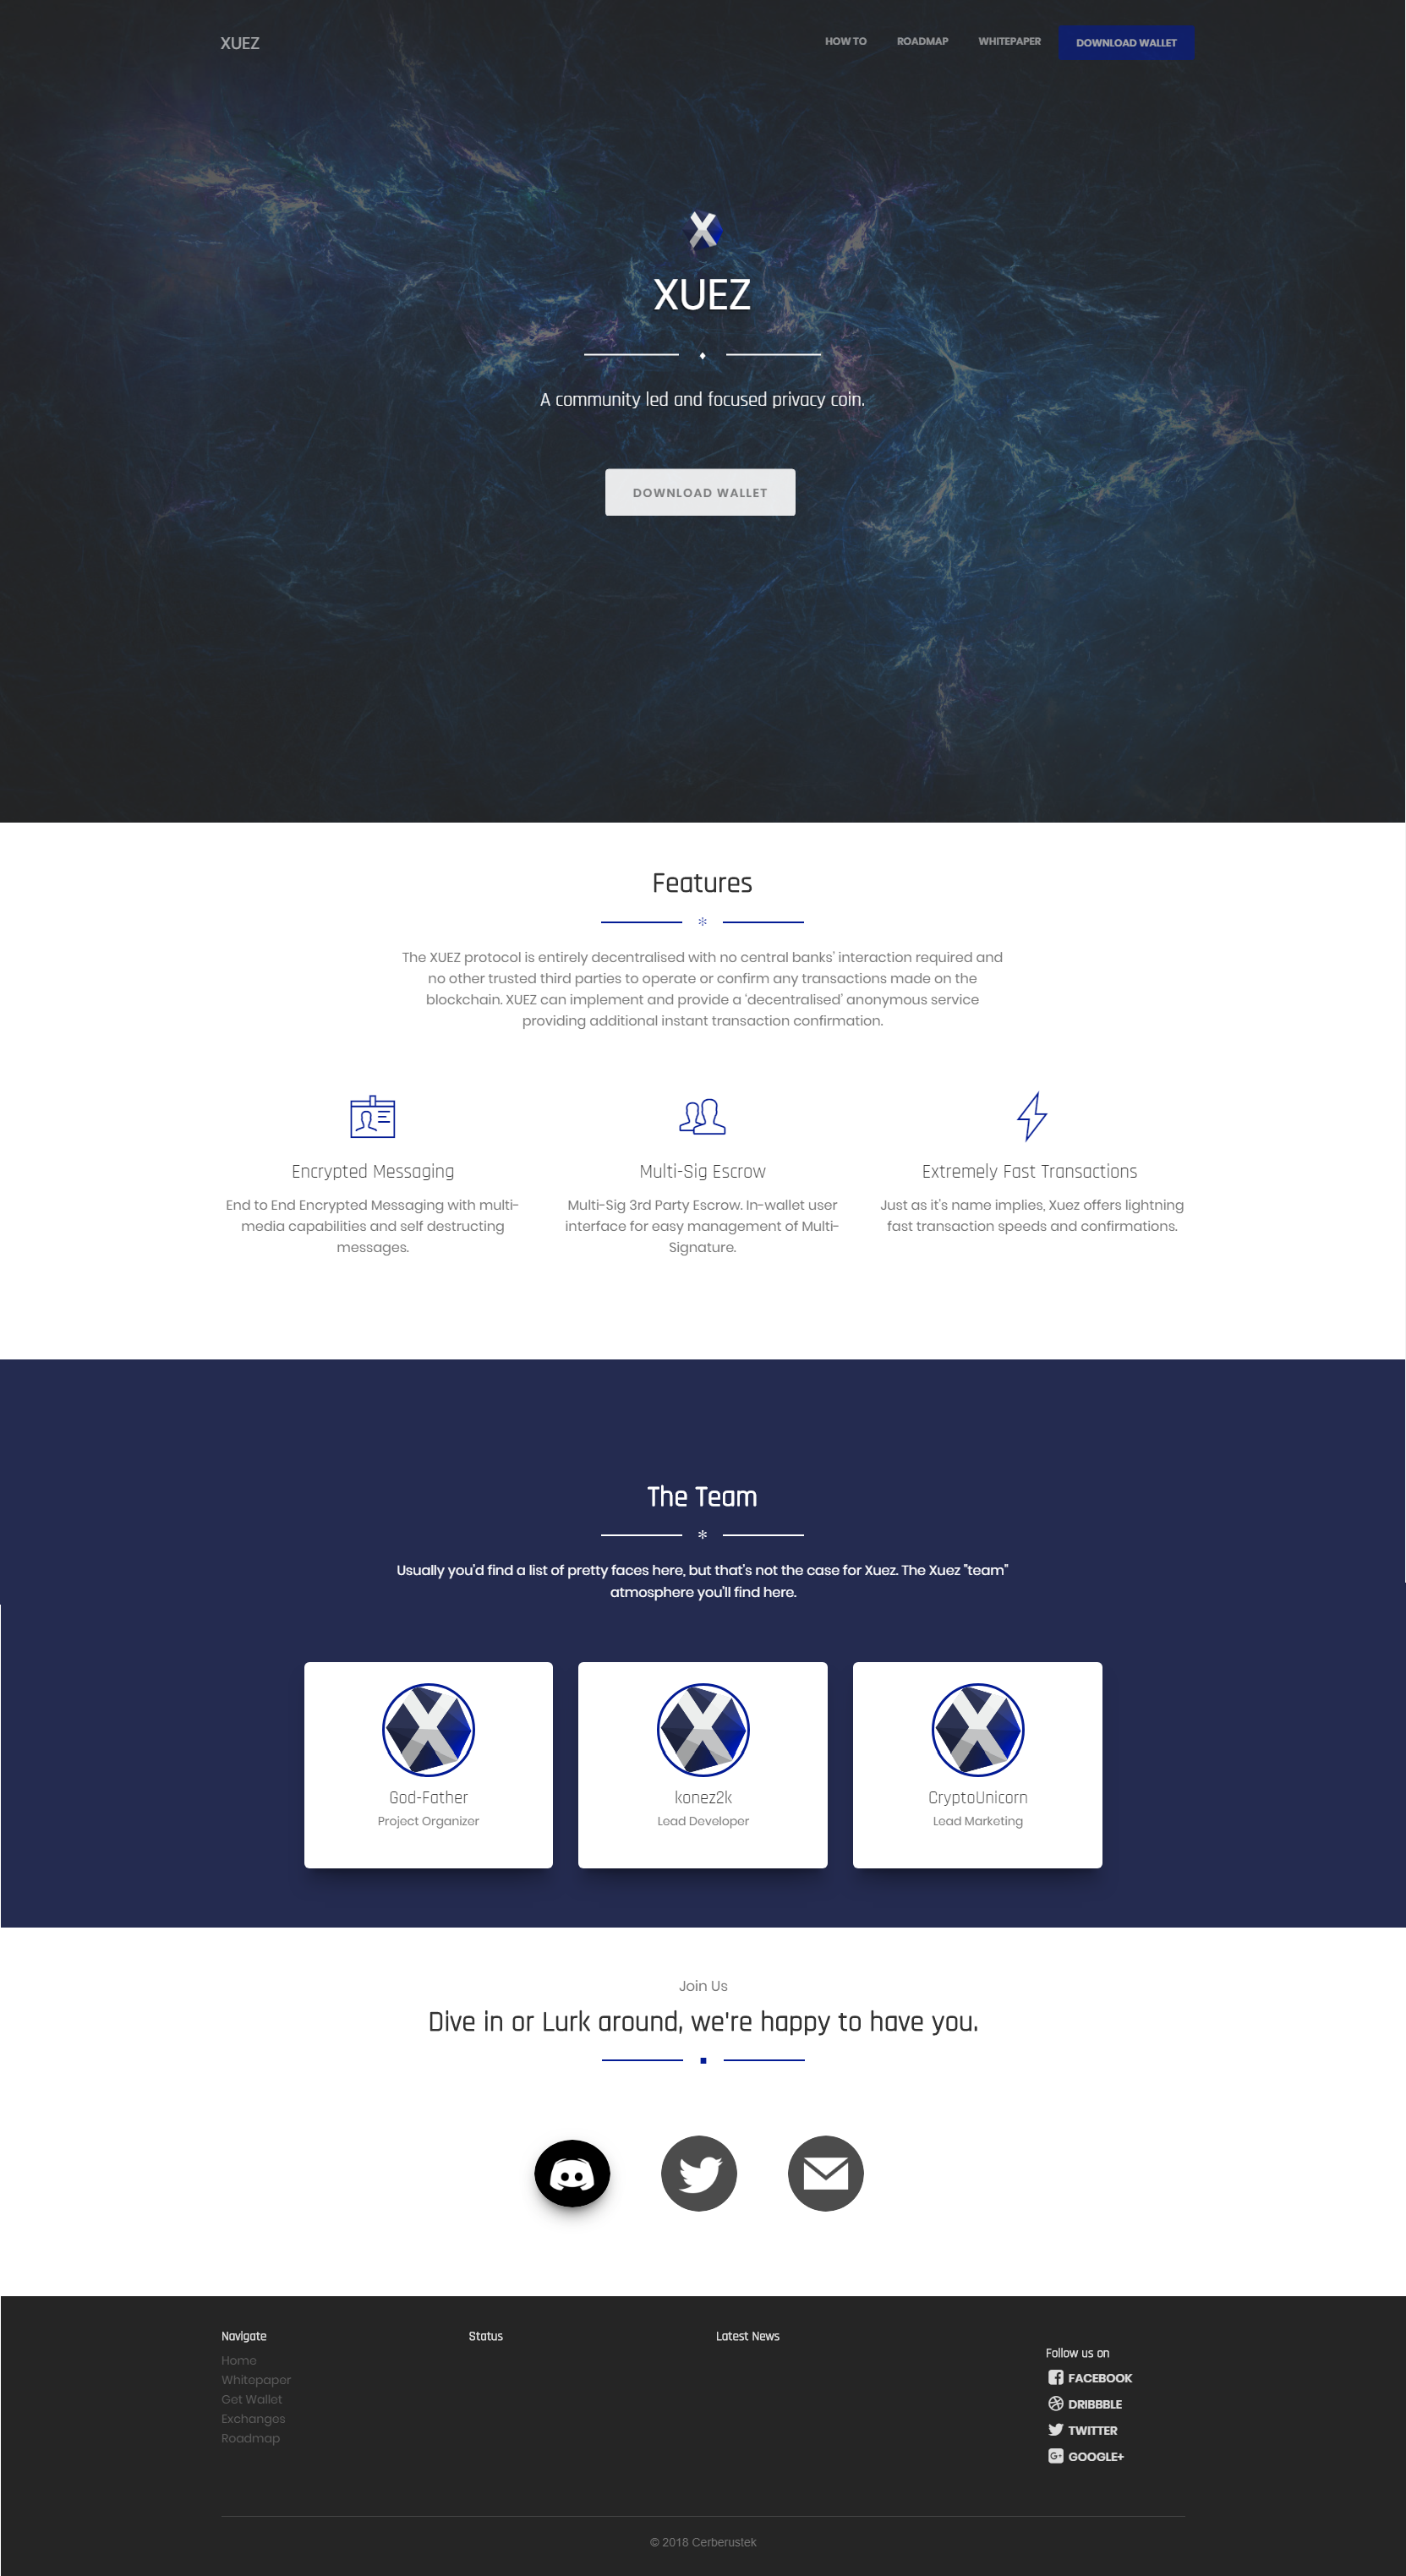 XUEZ
HOW TO
ROADMAP
WHITEPAPER
DOWNLOAD WALLET
XUEZ
A community led and focused privacy coin.
DOWNLOAD WALLET
Features
The XUEZ protocol is entirely decentralised with no central banks' interaction required and
no other trusted third parties to operate or confirm any transactions made on the
blockchain. XUEZ can implement and provide a 'decentralised' anonymous service
providing additional instant transaction confirmation.
Encrypted Messaging
End to End Encrypted Messaging with multi-
media capabilities and self destructing
messages.
Multi-Sig Escrow
Multi-Sig 3rd Party Escrow. In-wallet user
interface for easy management of Multi-
Signature.
Extremely Fast Transactions
Just as it's name implies, Xuez offers lightning
fast transaction speeds and confirmations.
The Team
Usually you'd find a list of pretty faces here, but that's not the case for Xuez. The Xuez "team"
atmosphere you'll find here.
God-Father
Project Organizer
konez2k
Lead Developer
CryptoUnicorn
Lead Marketing
Join Us
Dive in or Lurk around, we're happy to have you.
Navigate
Home
Whitepaper
Get Wallet
Exchanges
Roadmap
Status
Latest News
Follow us on
FACEBOOK
DRIBBBLE
TWITTER
GOOGLE+
© 2018 Cerberustek